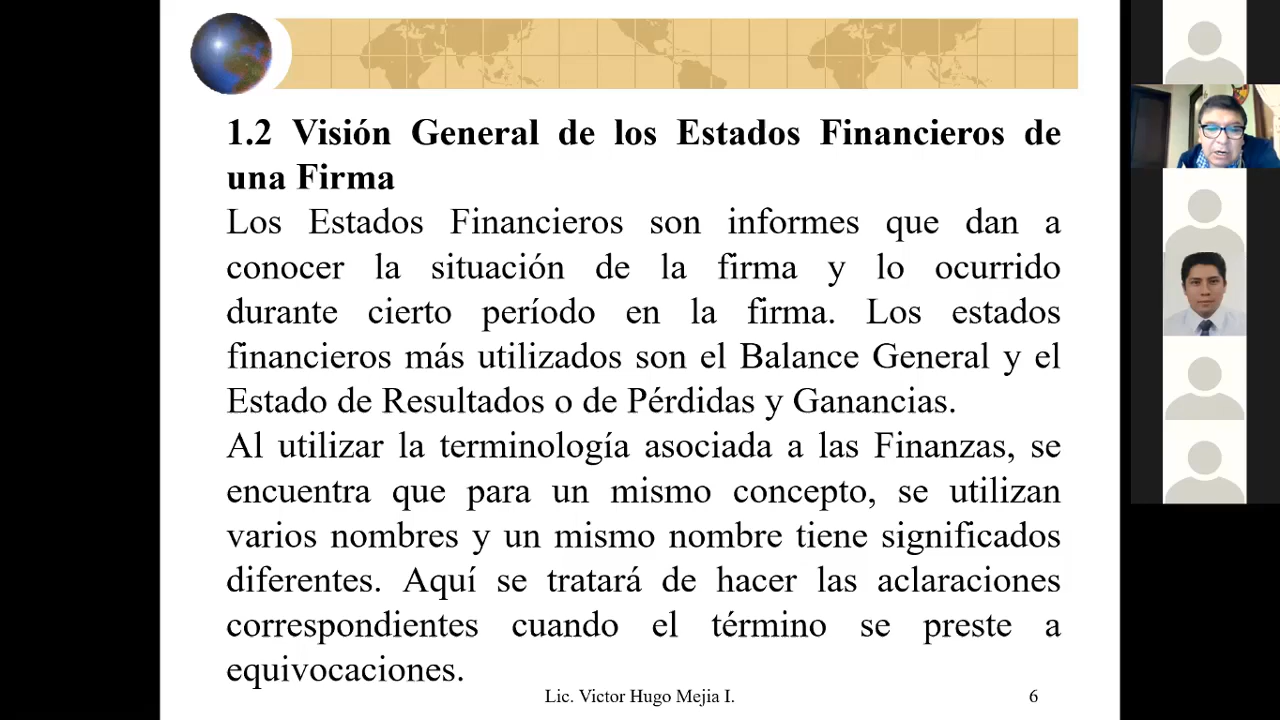 1.2 Visión General de los Estados Financieros de
una Firma
Los Estados Financieros son informes que dan a
conocer la situación de la firma y lo ocurrido
durante cierto período en la firma. Los estados
financieros más utilizados son el Balance General y el
Estado de Resultados o de Pérdidas y Ganancias.
Al utilizar la terminología asociada a las Finanzas, se
encuentra que para un mismo concepto, se utilizan
varios nombres y un mismo nombre tiene significados
diferentes. Aquí se tratará de hacer las aclaraciones
correspondientes cuando el término se preste a
equivocaciones.
Lic. Victor Hugo Mejia I.
6